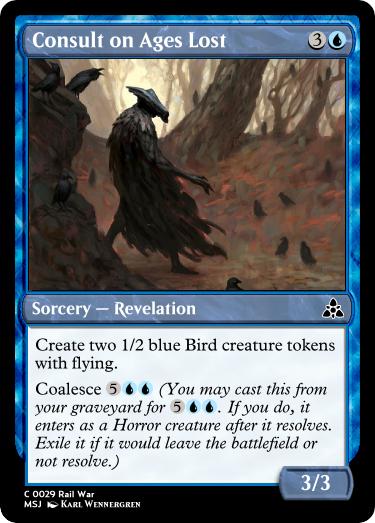 Consult on Ages Lost 3
Sorcery — Revelation
Create two 1/2 blue Bird creature tokens
with flying.
Coalesce 5 (You may cast this from
your graveyard for 5. If you do, it
enters as a Horror creature after it resolves.
Exile it if it would leave the battlefield or
not resolve.)
3/3
C 0029 Rail War
MSJ Karl Wennergren